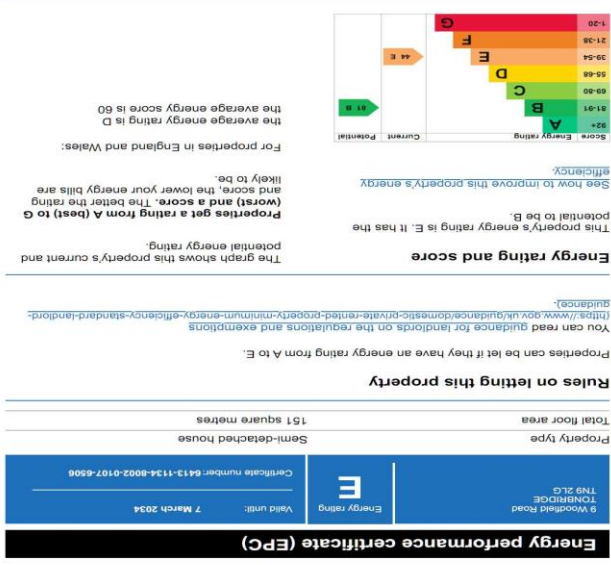 Energy performance certificate (EPC)
9 Woodfield Road
TONBRIDGE
TN9 2LG
Energy rating
E
Valid until: 7 March 2034
Certificate number: 6413-1134-8002-0107-6506
Property type Semi-detached house
Total floor area 151 square metres
Rules on letting this property
Properties can be let if they have an energy rating from A to E.
You can read guidance for landlords on the regulations and exemptions
(https://www.gov.uk/guidance/domestic-private-rented-property-minimum-energy-efficiency-standard-landlord-
guidance).
Energy rating and score
This property's energy rating is E. It has the
potential to be B.
See how to improve this property's energy
efficiency.
Score Energy rating Current Potential
92+ A
81-91 B 81 B
69-80 C
55-68 D
39-54 E 44 E
21-38 F
1-20 G
The graph shows this property's current and
potential energy rating.
Properties get a rating from A (best) to G
(worst) and a score. The better the rating
and score, the lower your energy bills are
likely to be.
For properties in England and Wales:
the average energy rating is D
the average energy score is 60